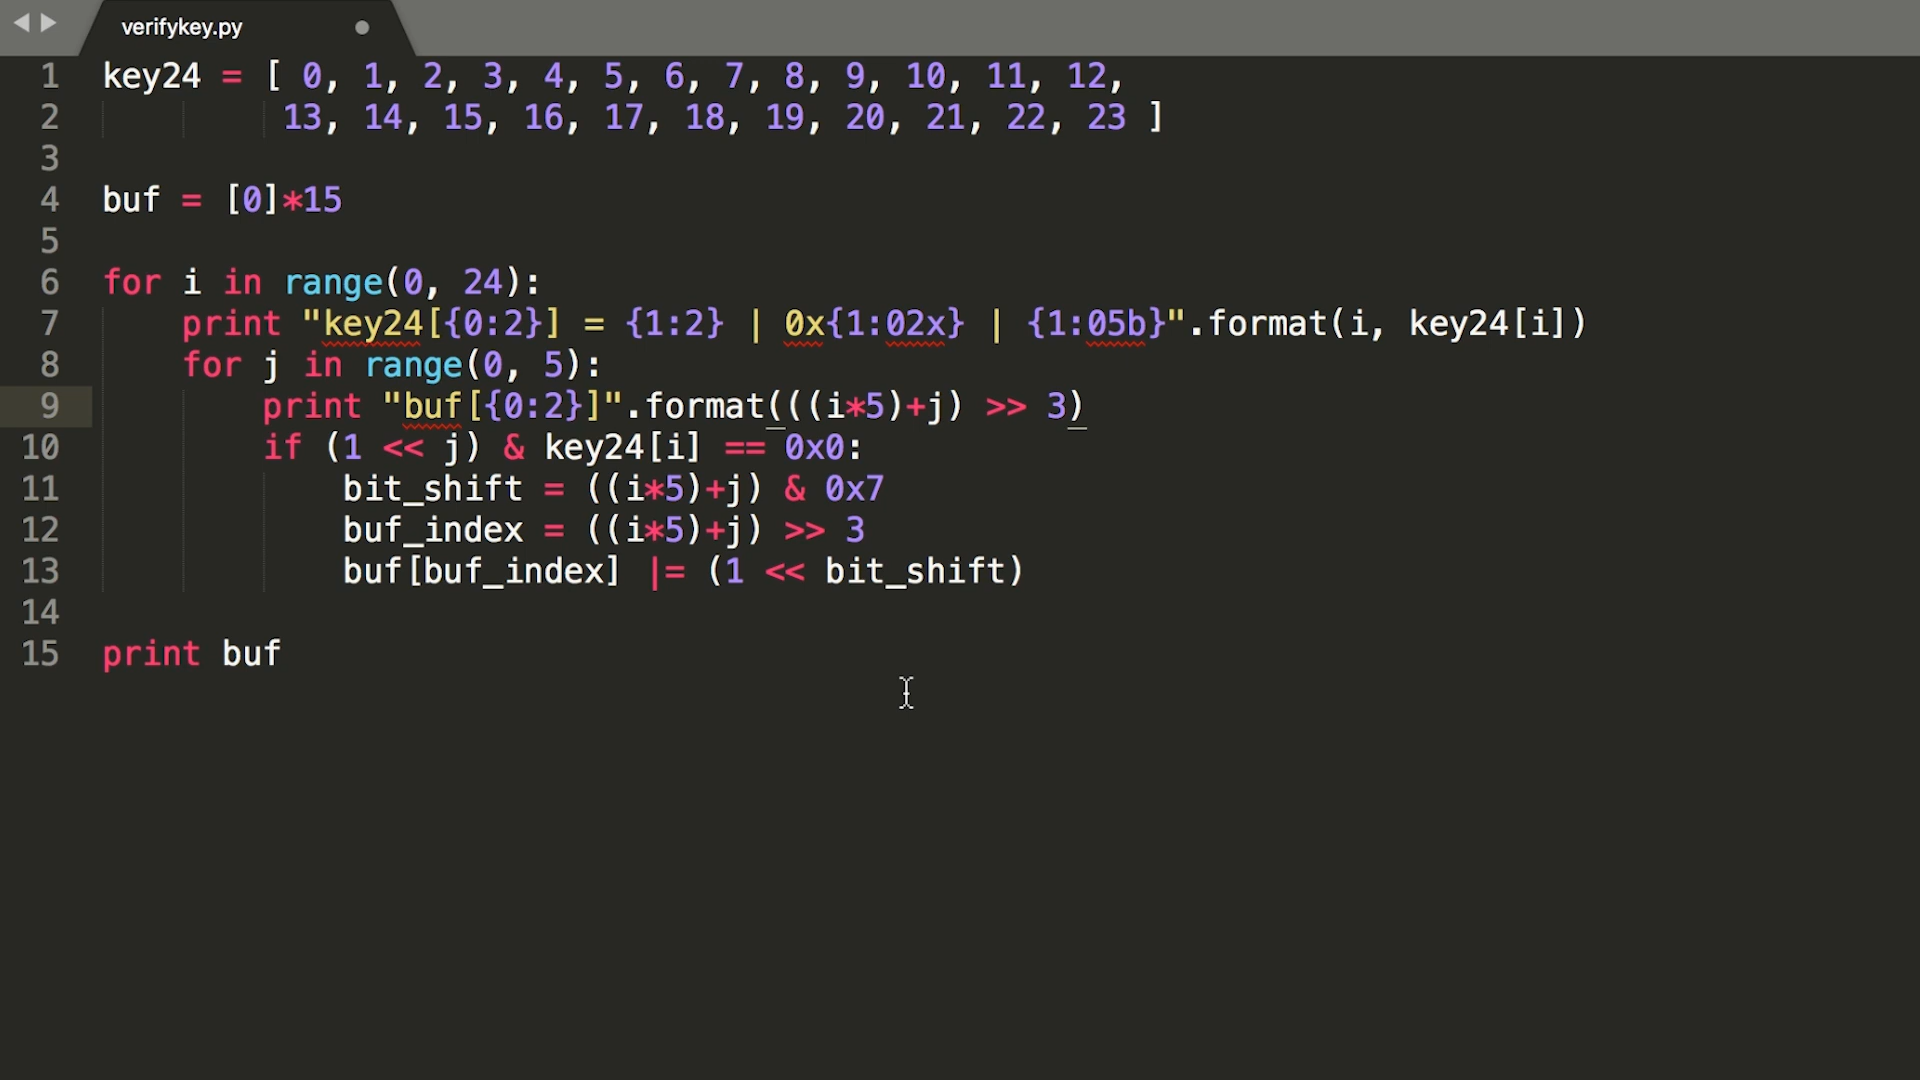 verifykey.py
1 key24 = [ 0, 1, 2, 3, 4, 5, 6, 7, 8, 9, 10, 11, 12,
2 13, 14, 15, 16, 17, 18, 19, 20, 21, 22, 23 ]
3
4 buf = [0]*15
5
6 for i in range(0, 24):
7 print "key24[{0:2}] = {1:2} | 0x{1:02x} | {1:05b}".format(i, key24[i])
8 for j in range(0, 5):
9 print "buf[{0:2}]".format(((i*5)+j) >> 3)
10 if (1 << j) & key24[i] == 0x0:
11 bit_shift = ((i*5)+j) & 0x7
12 buf_index = ((i*5)+j) >> 3
13 buf[buf_index] |= (1 << bit_shift)
14
15 print buf